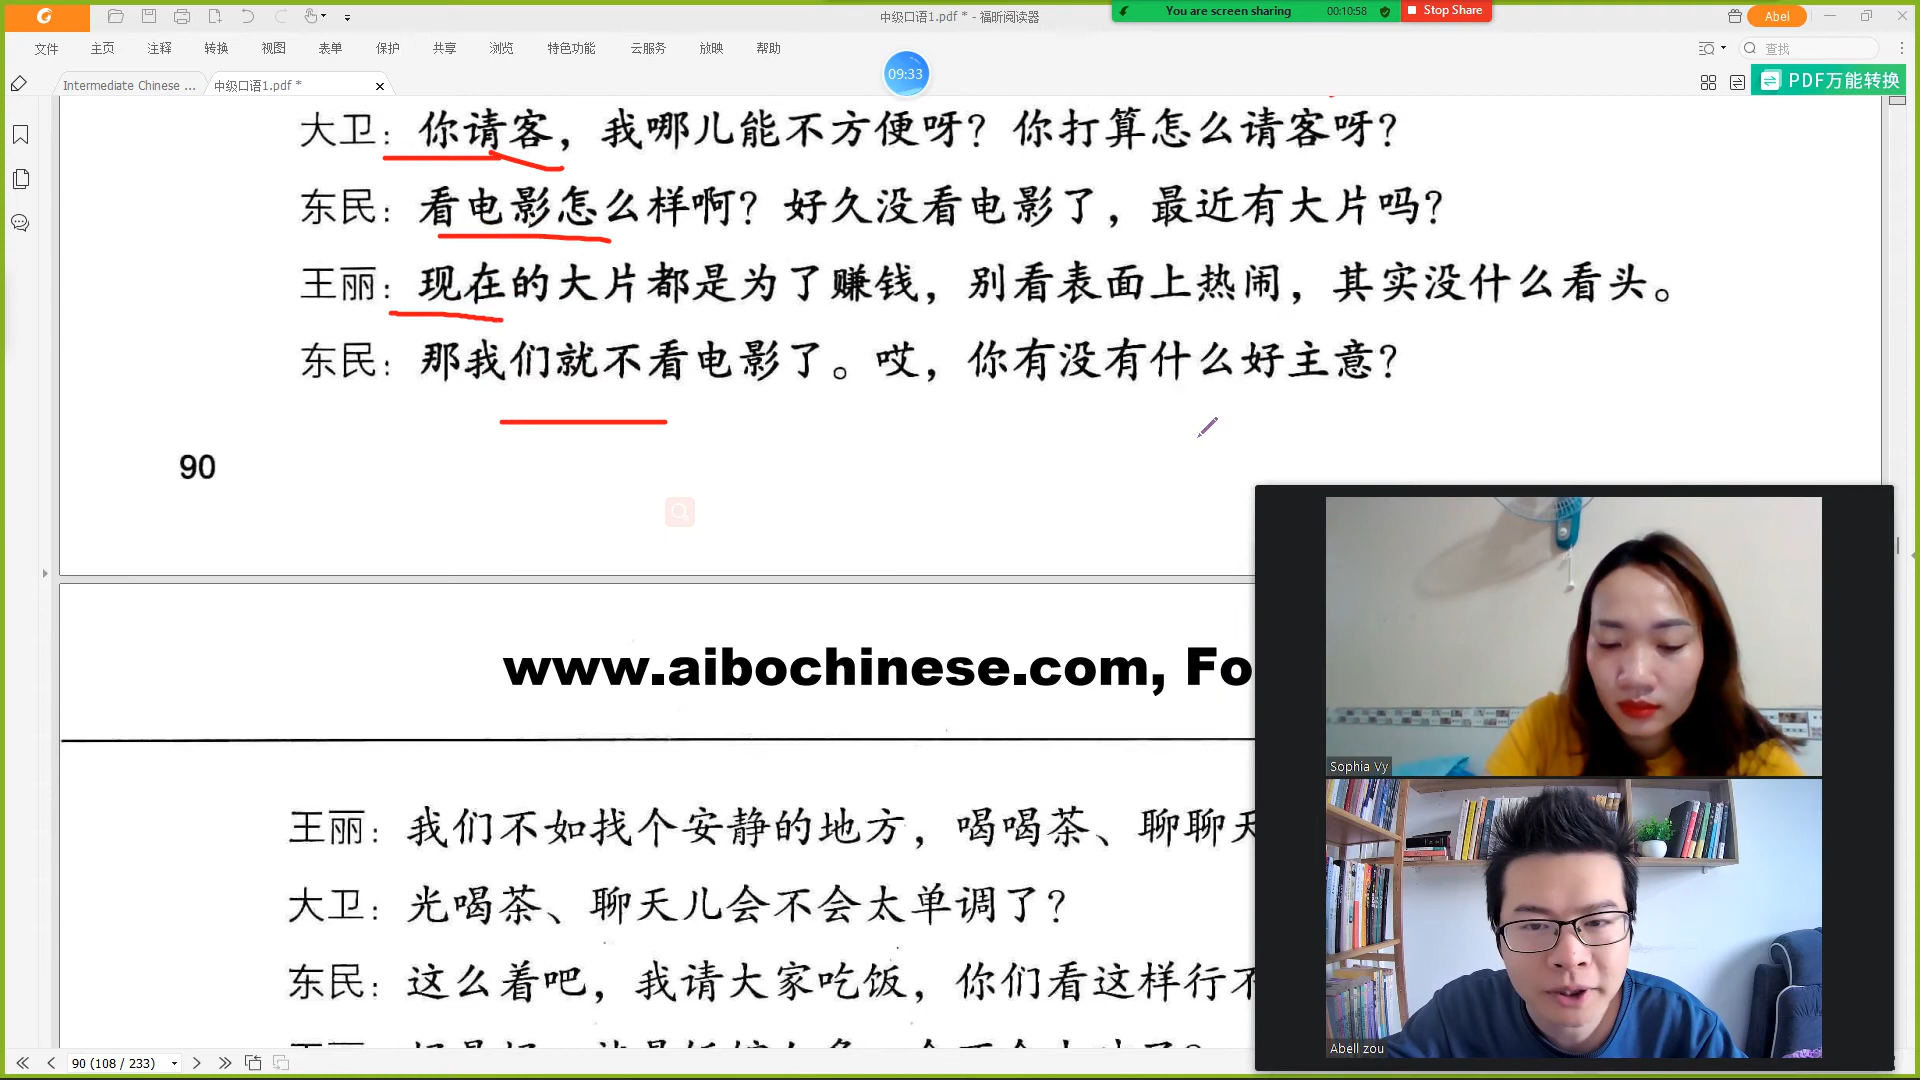 中级口语1.pdf * - 福昕阅读器
You are screen sharing 00:10:58 Stop Share
Abel
文件 主页 注释 转换 视图 表单 保护 共享 浏览 特色功能 云服务 放映 帮助
查找
09:33
Intermediate Chinese ... 中级口语1.pdf *
PDF万能转换
大卫：你请客，我哪儿能不方便呀？你打算怎么请客呀？
东民：看电影怎么样啊？好久没看电影了，最近有大片吗？
王丽：现在的大片都是为了赚钱，别看表面上热闹，其实没什么看头。
东民：那我们就不看电影了。哎，你有没有什么好主意？
90
www.aibochinese.com, Fo
王丽：我们不如找个安静的地方，喝喝茶、聊聊天
大卫：光喝茶、聊天儿会不会太单调了？
东民：这么着吧，我请大家吃饭，你们看这样行不
Sophia Vy
Abell zou
90 (108 / 233)